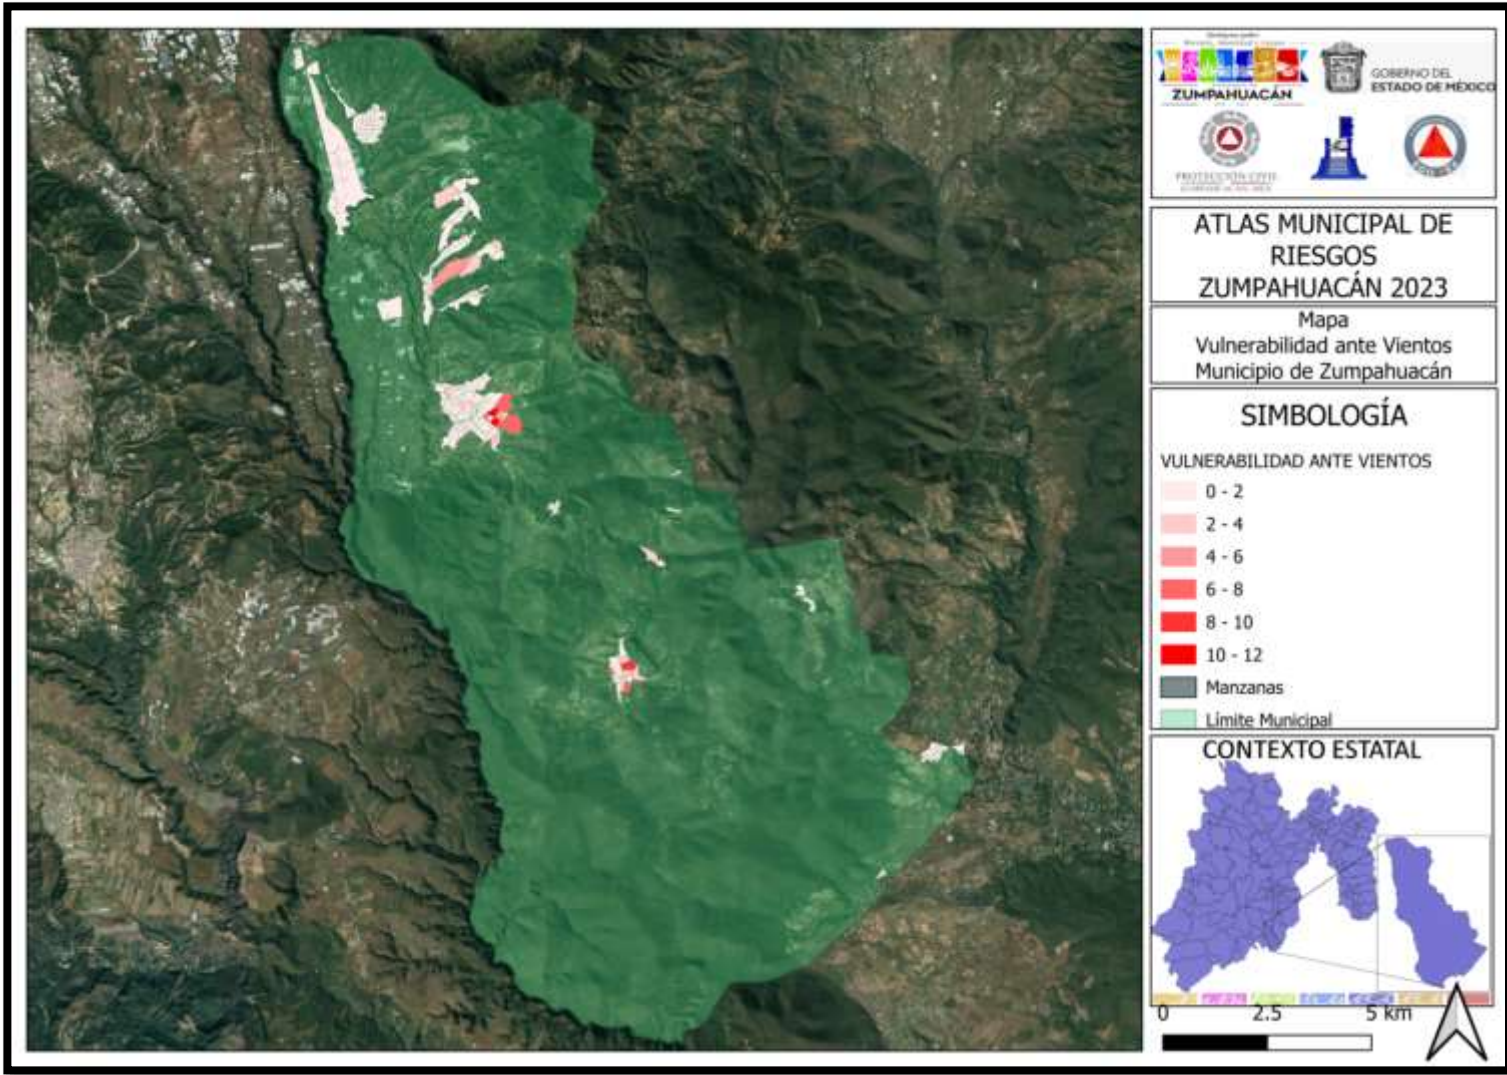 ZUMPAHUACÁN
GOBIERNO DEL
ESTADO DE MÉXICO
PROTECCIÓN CIVIL
ATLAS MUNICIPAL DE
RIESGOS
ZUMPAHUACÁN 2023
Mapa
Vulnerabilidad ante Vientos
Municipio de Zumpahuacán
SIMBOLOGÍA
VULNERABILIDAD ANTE VIENTOS
0 - 2
2 - 4
4 - 6
6 - 8
8 - 10
10 - 12
Manzanas
Límite Municipal
CONTEXTO ESTATAL
0 2.5 5 km